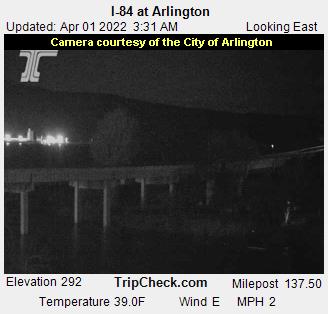 I-84 at Arlington
Updated: Apr 01 2022 3:31 AM Looking East
Camera courtesy of the City of Arlington
Elevation 292 TripCheck.com Milepost 137.50
Temperature 39.0F Wind E MPH 2